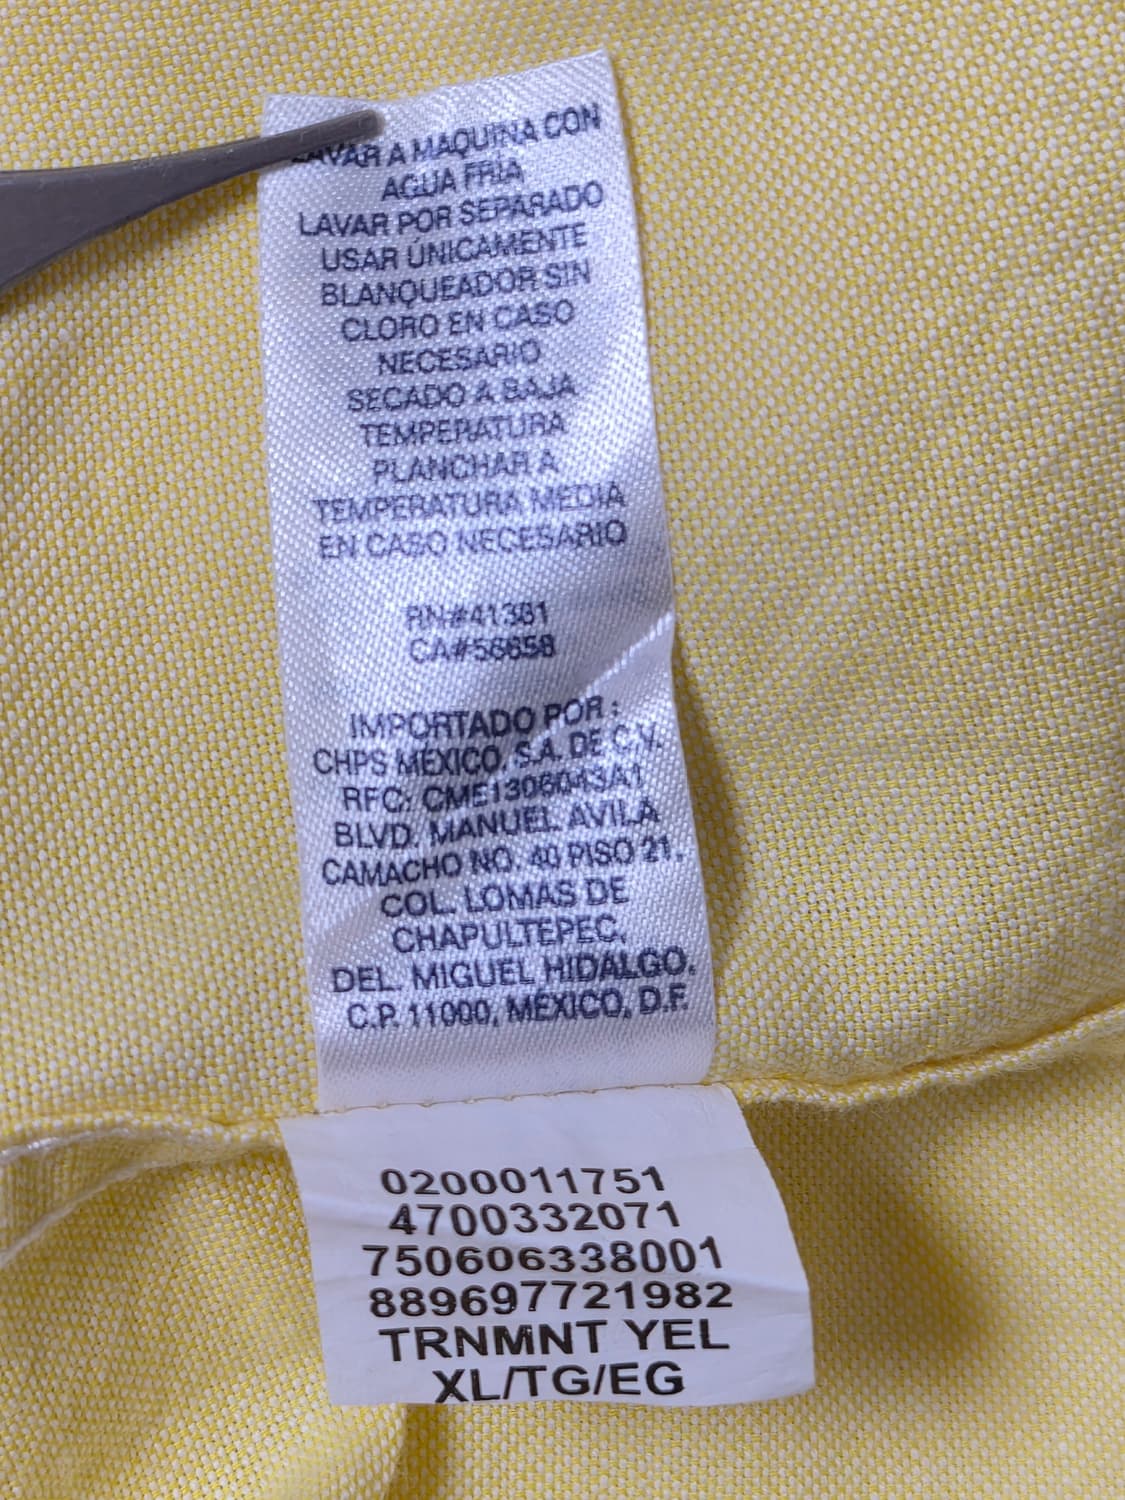 LAVAR A MAQUINA CON
AGUA FRÍA
LAVAR POR SEPARADO
USAR ÚNICAMENTE
BLANQUEADOR SIN
CLORO EN CASO
NECESARIO
SECADO A BAJA
TEMPERATURA
PLANCHAR A
TEMPERATURA MEDIA
EN CASO NECESARIO
RN#41381
CA#56658
IMPORTADO POR :
CHPS MÉXICO, S.A. DE C.V.
RFC: CME1306043A1
BLVD. MANUEL ÁVILA
CAMACHO NO. 40 PISO 21,
COL. LOMAS DE
CHAPULTEPEC,
DEL. MIGUEL HIDALGO,
C.P. 11000, MÉXICO, D.F.
0200011751
4700332071
750606338001
889697721982
TRNMNT YEL
XL/TG/EG